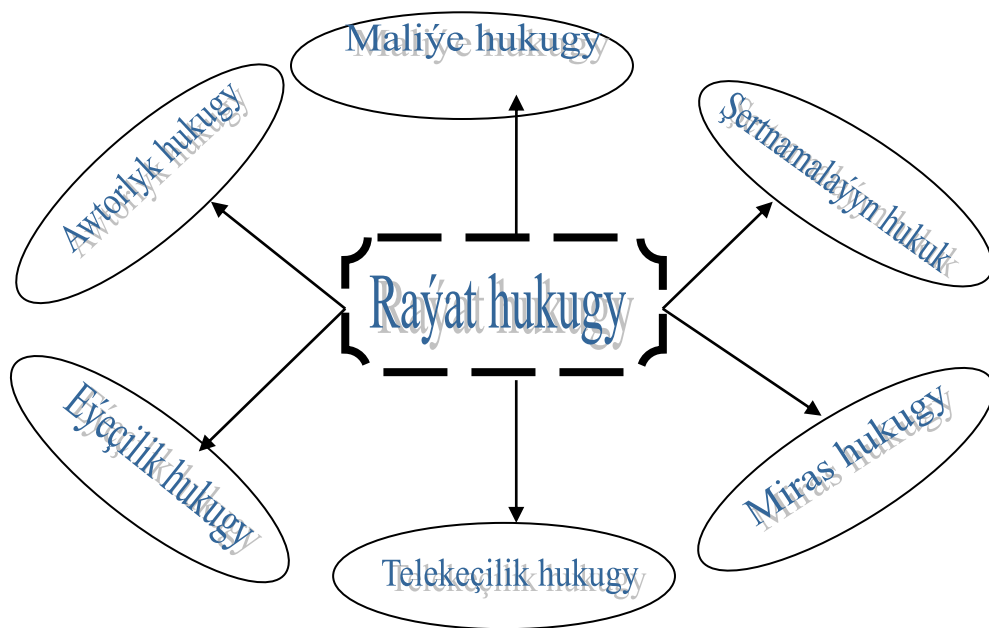 Maliýe hukugy
Awtorlyk hukugy
Şertnamalaýyn hukuk
Raýat hukugy
Eýeçilik hukugy
Miras hukugy
Telekeçilik hukugy